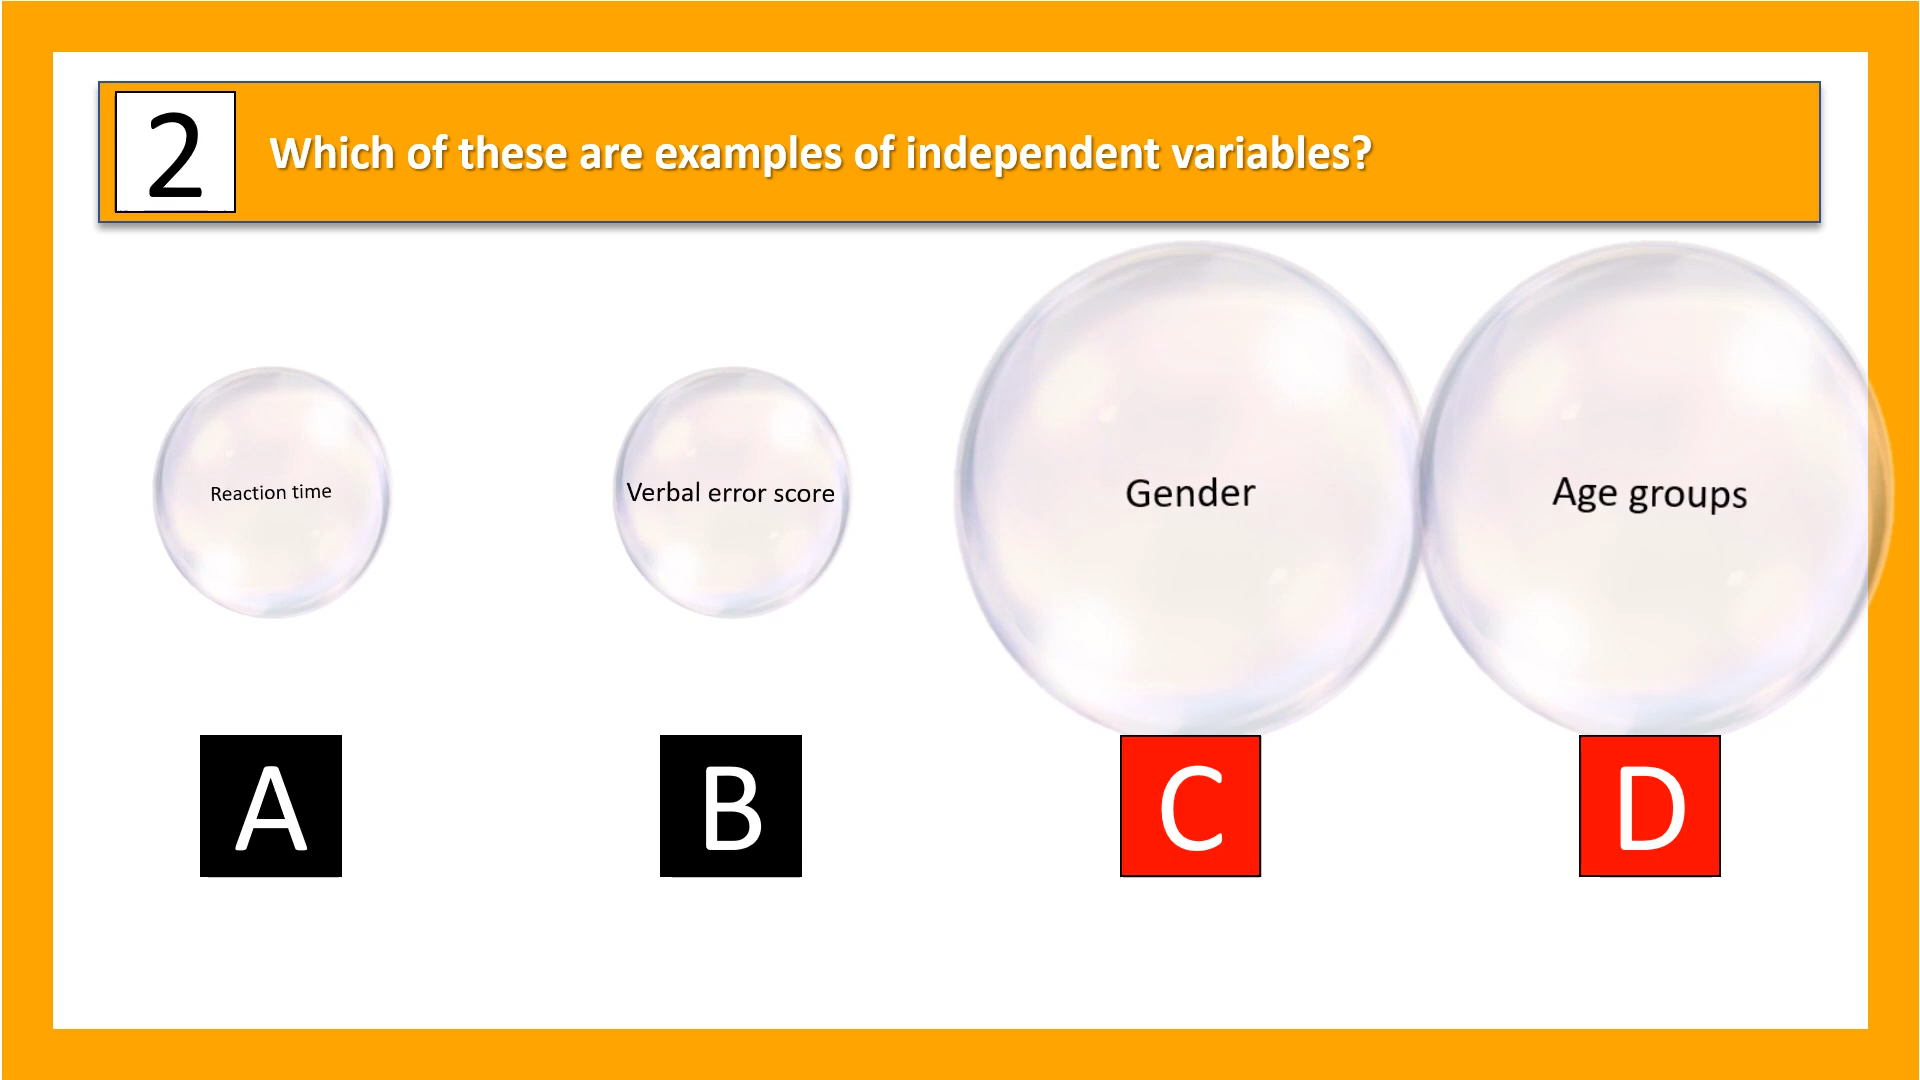 2
Which of these are examples of independent variables?
Reaction time
Verbal error score
Gender
Age groups
A
B
C
D